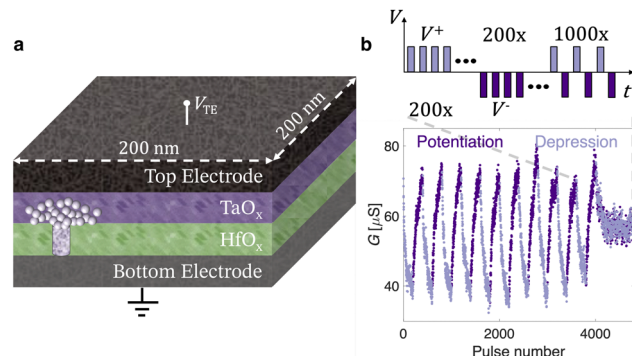 a
V_TE
200 nm
200 nm
Top Electrode
TaOₓ
HfOₓ
Bottom Electrode
b
V
V⁺
200x
1000x
V⁻
t
200x
Potentiation
Depression
G [μS]
80
60
40
0
2000
4000
Pulse number